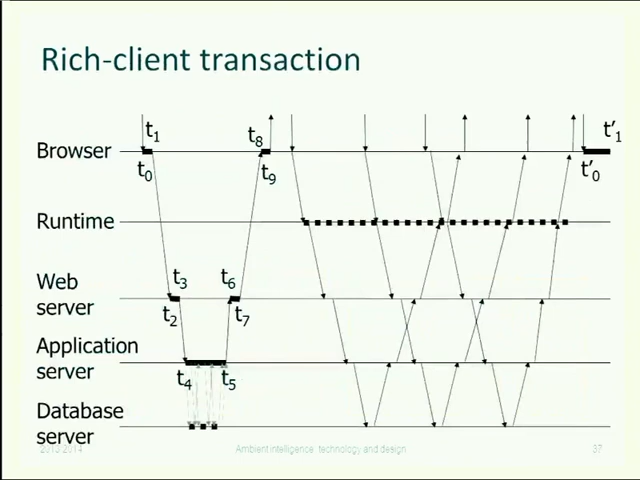 Rich-client transaction
t1
t8
t'1
Browser
t0
t9
t'0
Runtime
Web
server
t3
t6
t2
t7
Application
server
t4
t5
Database
server
2013-2014
Ambient intelligence: technology and design
37